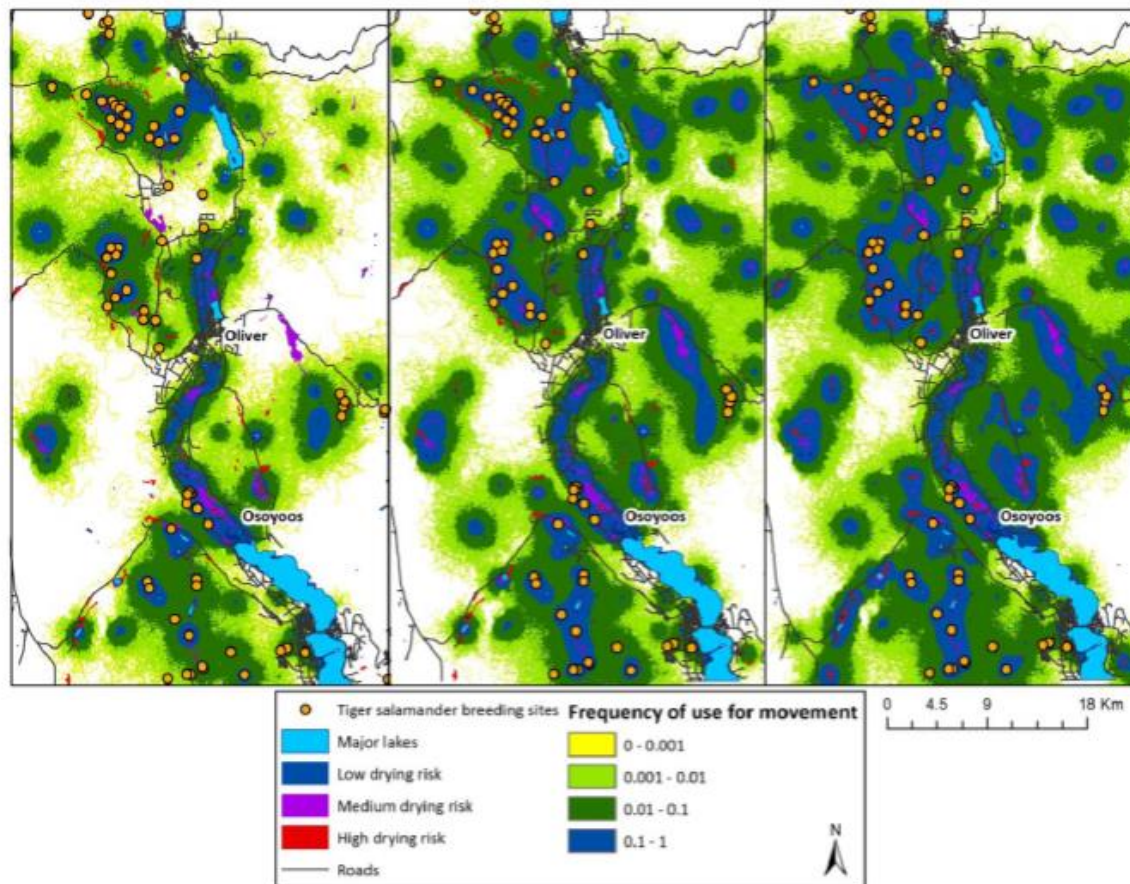 Oliver
Osoyoos
Oliver
Osoyoos
Oliver
Osoyoos
Tiger salamander breeding sites
Major lakes
Low drying risk
Medium drying risk
High drying risk
Roads
Frequency of use for movement
0 - 0.001
0.001 - 0.01
0.01 - 0.1
0.1 - 1
N
0 4.5 9 18 Km